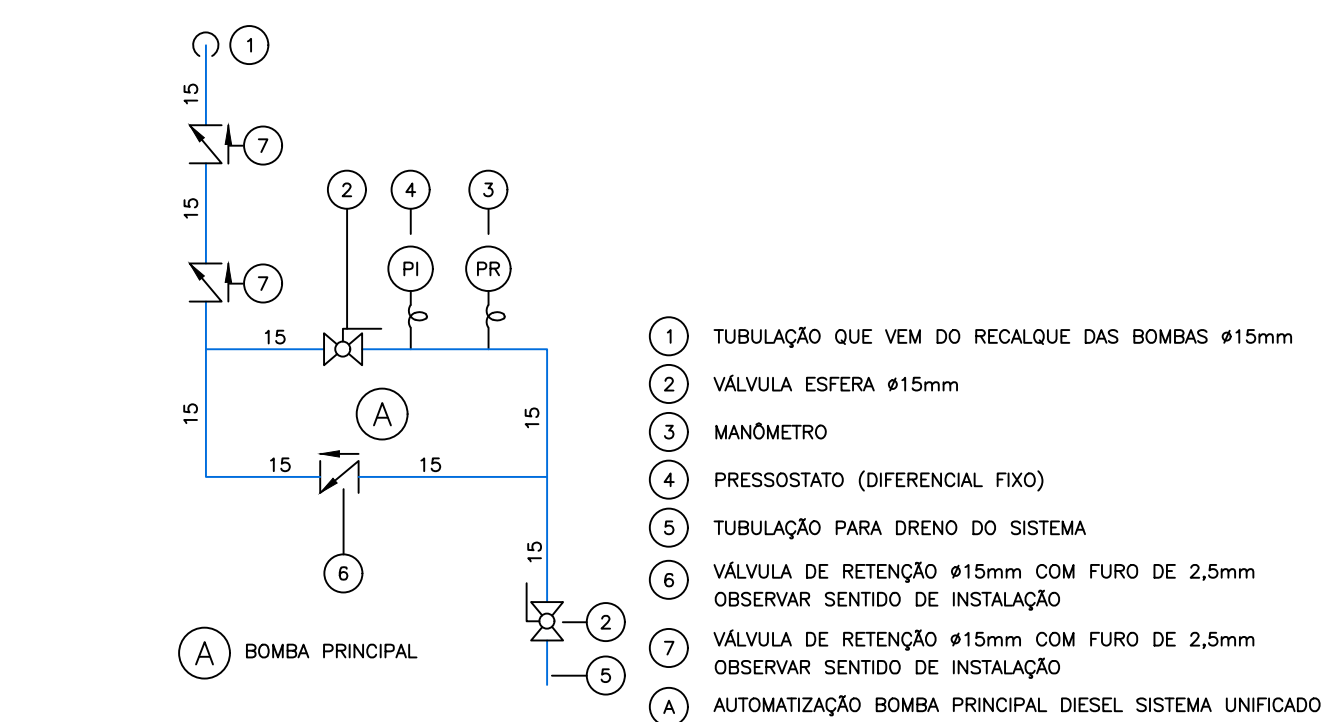 1
15
7
15
2
4
3
7
PI
PR
15
15
A
15
15
15
15
6
2
5
A BOMBA PRINCIPAL
1 TUBULAÇÃO QUE VEM DO RECALQUE DAS BOMBAS ø15mm
2 VÁLVULA ESFERA ø15mm
3 MANÔMETRO
4 PRESSOSTATO (DIFERENCIAL FIXO)
5 TUBULAÇÃO PARA DRENO DO SISTEMA
6 VÁLVULA DE RETENÇÃO ø15mm COM FURO DE 2,5mm
OBSERVAR SENTIDO DE INSTALAÇÃO
7 VÁLVULA DE RETENÇÃO ø15mm COM FURO DE 2,5mm
OBSERVAR SENTIDO DE INSTALAÇÃO
A AUTOMATIZAÇÃO BOMBA PRINCIPAL DIESEL SISTEMA UNIFICADO